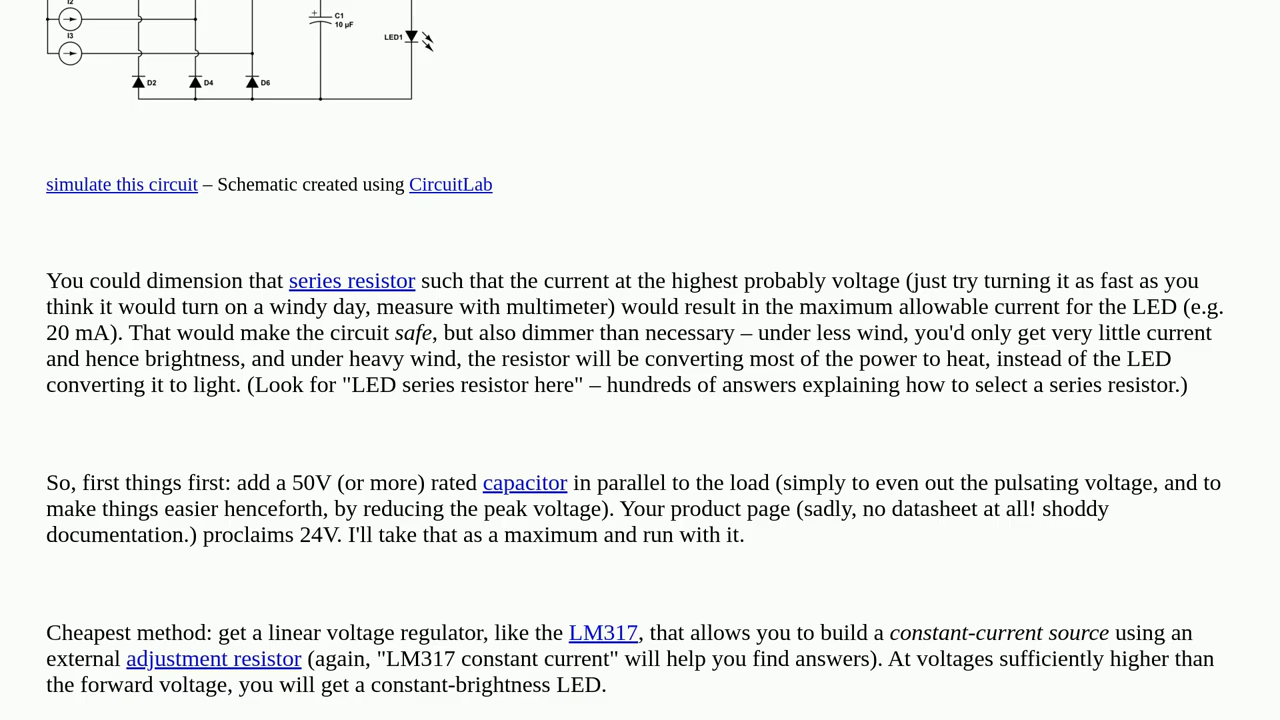 I2
C1
10 µF
I3
LED1
D2
D4
D6
simulate this circuit – Schematic created using CircuitLab
You could dimension that series resistor such that the current at the highest probably voltage (just try turning it as fast as you
think it would turn on a windy day, measure with multimeter) would result in the maximum allowable current for the LED (e.g.
20 mA). That would make the circuit safe, but also dimmer than necessary – under less wind, you'd only get very little current
and hence brightness, and under heavy wind, the resistor will be converting most of the power to heat, instead of the LED
converting it to light. (Look for "LED series resistor here" – hundreds of answers explaining how to select a series resistor.)
So, first things first: add a 50V (or more) rated capacitor in parallel to the load (simply to even out the pulsating voltage, and to
make things easier henceforth, by reducing the peak voltage). Your product page (sadly, no datasheet at all! shoddy
documentation.) proclaims 24V. I'll take that as a maximum and run with it.
Cheapest method: get a linear voltage regulator, like the LM317, that allows you to build a constant-current source using an
external adjustment resistor (again, "LM317 constant current" will help you find answers). At voltages sufficiently higher than
the forward voltage, you will get a constant-brightness LED.